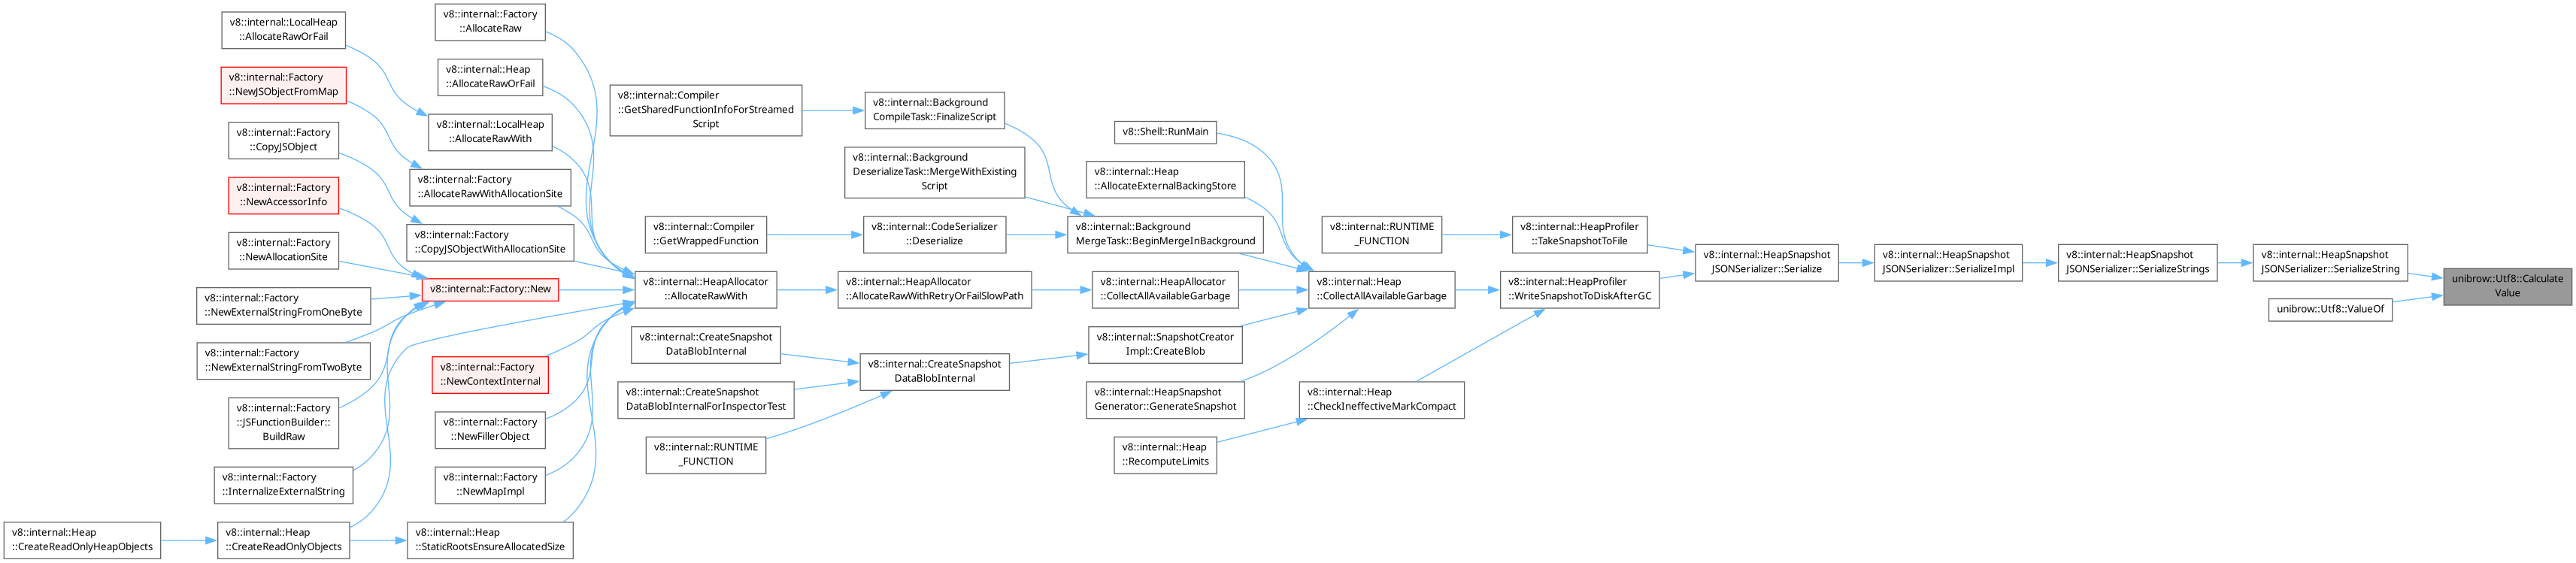 v8::internal::LocalHeap
::AllocateRawOrFail
v8::internal::Factory
::NewJSObjectFromMap
v8::internal::Factory
::CopyJSObject
v8::internal::Factory
::NewAccessorInfo
v8::internal::Factory
::NewAllocationSite
v8::internal::Factory
::NewExternalStringFromOneByte
v8::internal::Factory
::NewExternalStringFromTwoByte
v8::internal::Factory
::JSFunctionBuilder::
BuildRaw
v8::internal::Factory
::InternalizeExternalString
v8::internal::Heap
::CreateReadOnlyHeapObjects
v8::internal::Heap
::CreateReadOnlyObjects
v8::internal::Factory
::AllocateRaw
v8::internal::Heap
::AllocateRawOrFail
v8::internal::LocalHeap
::AllocateRawWith
v8::internal::Factory
::AllocateRawWithAllocationSite
v8::internal::Factory
::CopyJSObjectWithAllocationSite
v8::internal::Factory::New
v8::internal::Factory
::NewContextInternal
v8::internal::Factory
::NewFillerObject
v8::internal::Factory
::NewMapImpl
v8::internal::Heap
::StaticRootsEnsureAllocatedSize
v8::internal::Compiler
::GetSharedFunctionInfoForStreamed
Script
v8::internal::Compiler
::GetWrappedFunction
v8::internal::HeapAllocator
::AllocateRawWith
v8::internal::CreateSnapshot
DataBlobInternal
v8::internal::CreateSnapshot
DataBlobInternalForInspectorTest
v8::internal::RUNTIME
_FUNCTION
v8::internal::Background
CompileTask::FinalizeScript
v8::internal::Background
DeserializeTask::MergeWithExisting
Script
v8::internal::CodeSerializer
::Deserialize
v8::internal::HeapAllocator
::AllocateRawWithRetryOrFailSlowPath
v8::internal::CreateSnapshot
DataBlobInternal
v8::Shell::RunMain
v8::internal::Heap
::AllocateExternalBackingStore
v8::internal::Background
MergeTask::BeginMergeInBackground
v8::internal::HeapAllocator
::CollectAllAvailableGarbage
v8::internal::SnapshotCreator
Impl::CreateBlob
v8::internal::HeapSnapshot
Generator::GenerateSnapshot
v8::internal::Heap
::RecomputeLimits
v8::internal::RUNTIME
_FUNCTION
v8::internal::Heap
::CollectAllAvailableGarbage
v8::internal::Heap
::CheckIneffectiveMarkCompact
v8::internal::HeapProfiler
::TakeSnapshotToFile
v8::internal::HeapProfiler
::WriteSnapshotToDiskAfterGC
v8::internal::HeapSnapshot
JSONSerializer::Serialize
v8::internal::HeapSnapshot
JSONSerializer::SerializeImpl
v8::internal::HeapSnapshot
JSONSerializer::SerializeStrings
v8::internal::HeapSnapshot
JSONSerializer::SerializeString
unibrow::Utf8::ValueOf
unibrow::Utf8::Calculate
Value